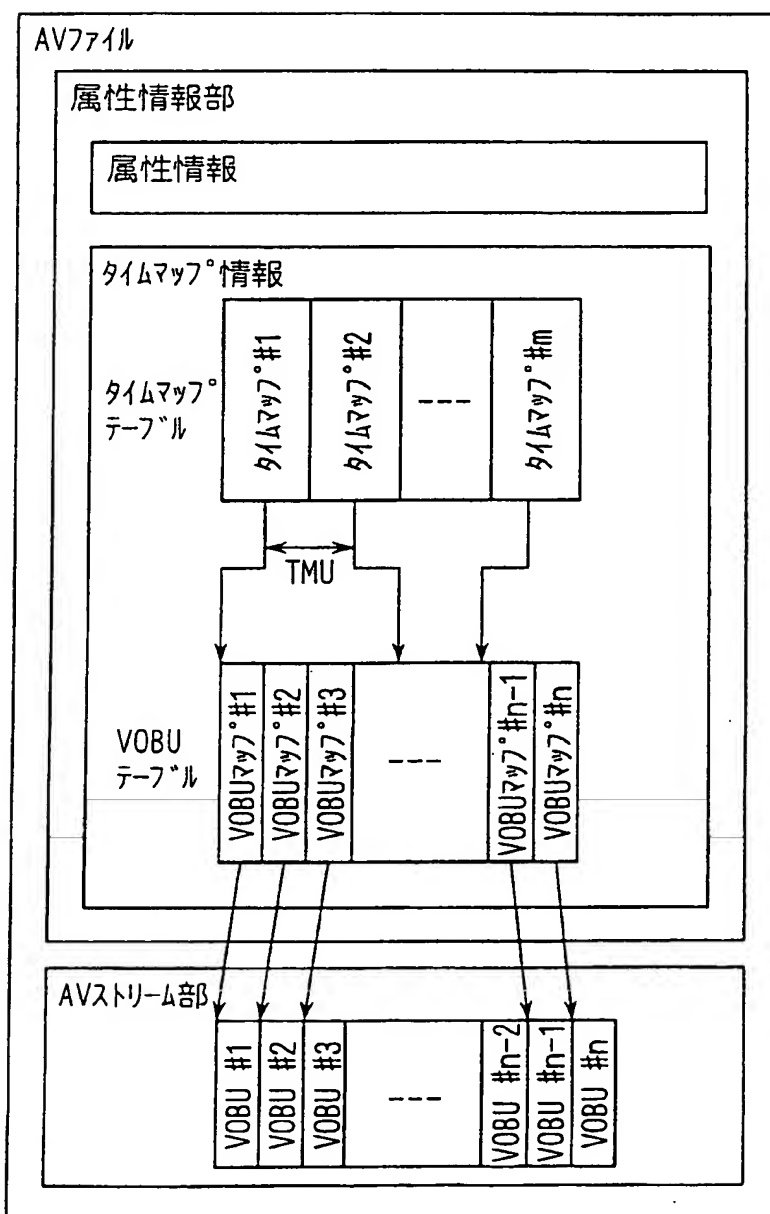 AVファイル
属性情報部
属性情報
タイムマップ情報
タイムマップ
テーブル
タイムマップ#1
タイムマップ#2
---
タイムマップ#m
TMU
VOBU
テーブル
VOBUマップ#1
VOBUマップ#2
VOBUマップ#3
---
VOBUマップ#n-1
VOBUマップ#n
AVストリーム部
VOBU #1
VOBU #2
VOBU #3
---
VOBU #n-2
VOBU #n-1
VOBU #n